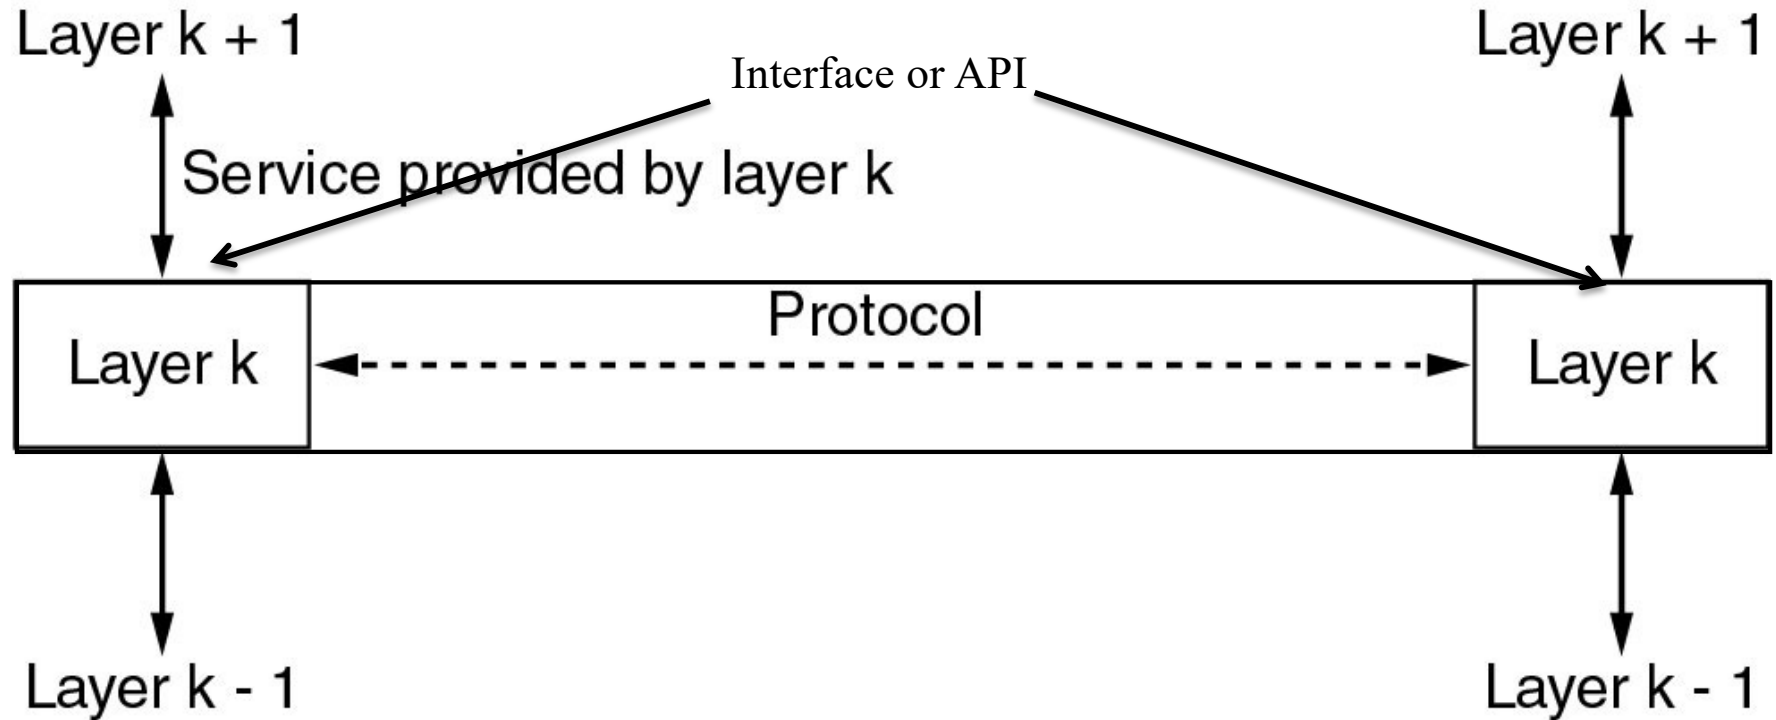 Layer k + 1
Layer k + 1
Interface or API
Service provided by layer k
Protocol
Layer k
Layer k
Layer k - 1
Layer k - 1